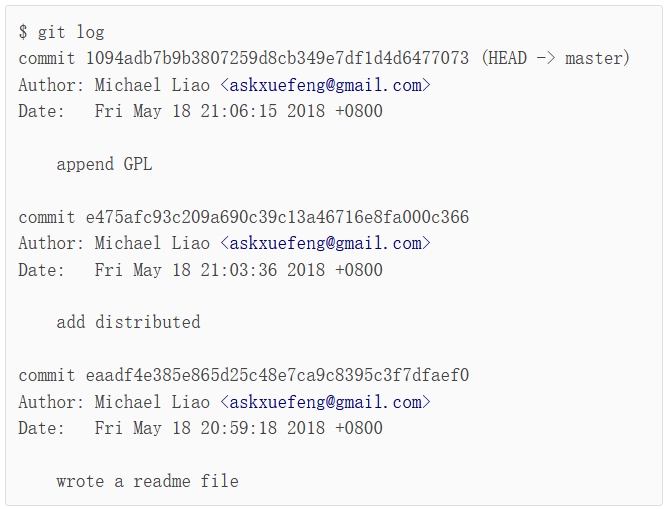 $ git log
commit 1094adb7b9b3807259d8cb349e7df1d4d6477073 (HEAD -> master)
Author: Michael Liao <askxuefeng@gmail.com>
Date:   Fri May 18 21:06:15 2018 +0800
    append GPL
commit e475afc93c209a690c39c13a46716e8fa000c366
Author: Michael Liao <askxuefeng@gmail.com>
Date:   Fri May 18 21:03:36 2018 +0800
    add distributed
commit eaadf4e385e865d25c48e7ca9c8395c3f7dfaef0
Author: Michael Liao <askxuefeng@gmail.com>
Date:   Fri May 18 20:59:18 2018 +0800
    wrote a readme file